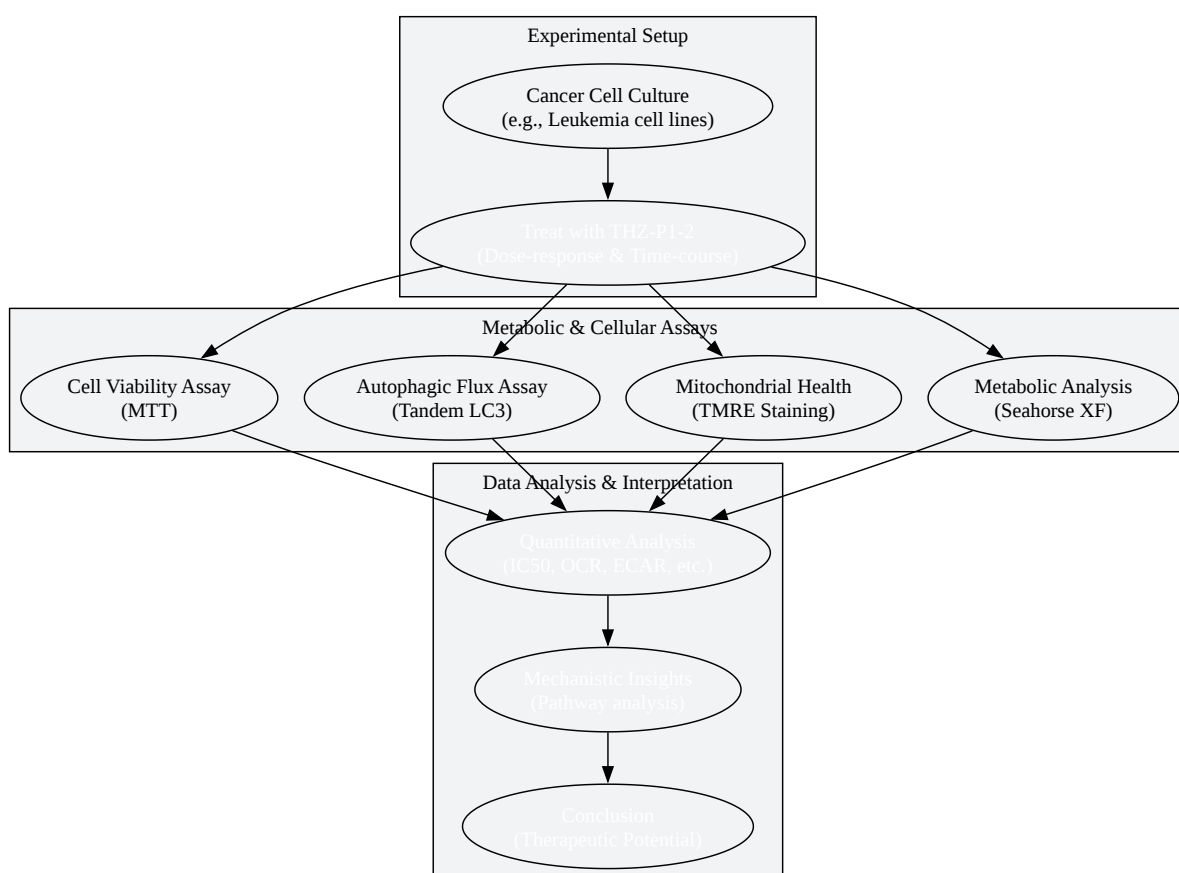 Experimental Setup
Cancer Cell Culture
(e.g., Leukemia cell lines)
Treat with THZ-P1-2
(Dose-response & Time-course)
Metabolic & Cellular Assays
Cell Viability Assay
(MTT)
Autophagic Flux Assay
(Tandem LC3)
Mitochondrial Health
(TMRE Staining)
Metabolic Analysis
(Seahorse XF)
Data Analysis & Interpretation
Quantitative Analysis
(IC50, OCR, ECAR, etc.)
Mechanistic Insights
(Pathway analysis)
Conclusion
(Therapeutic Potential)